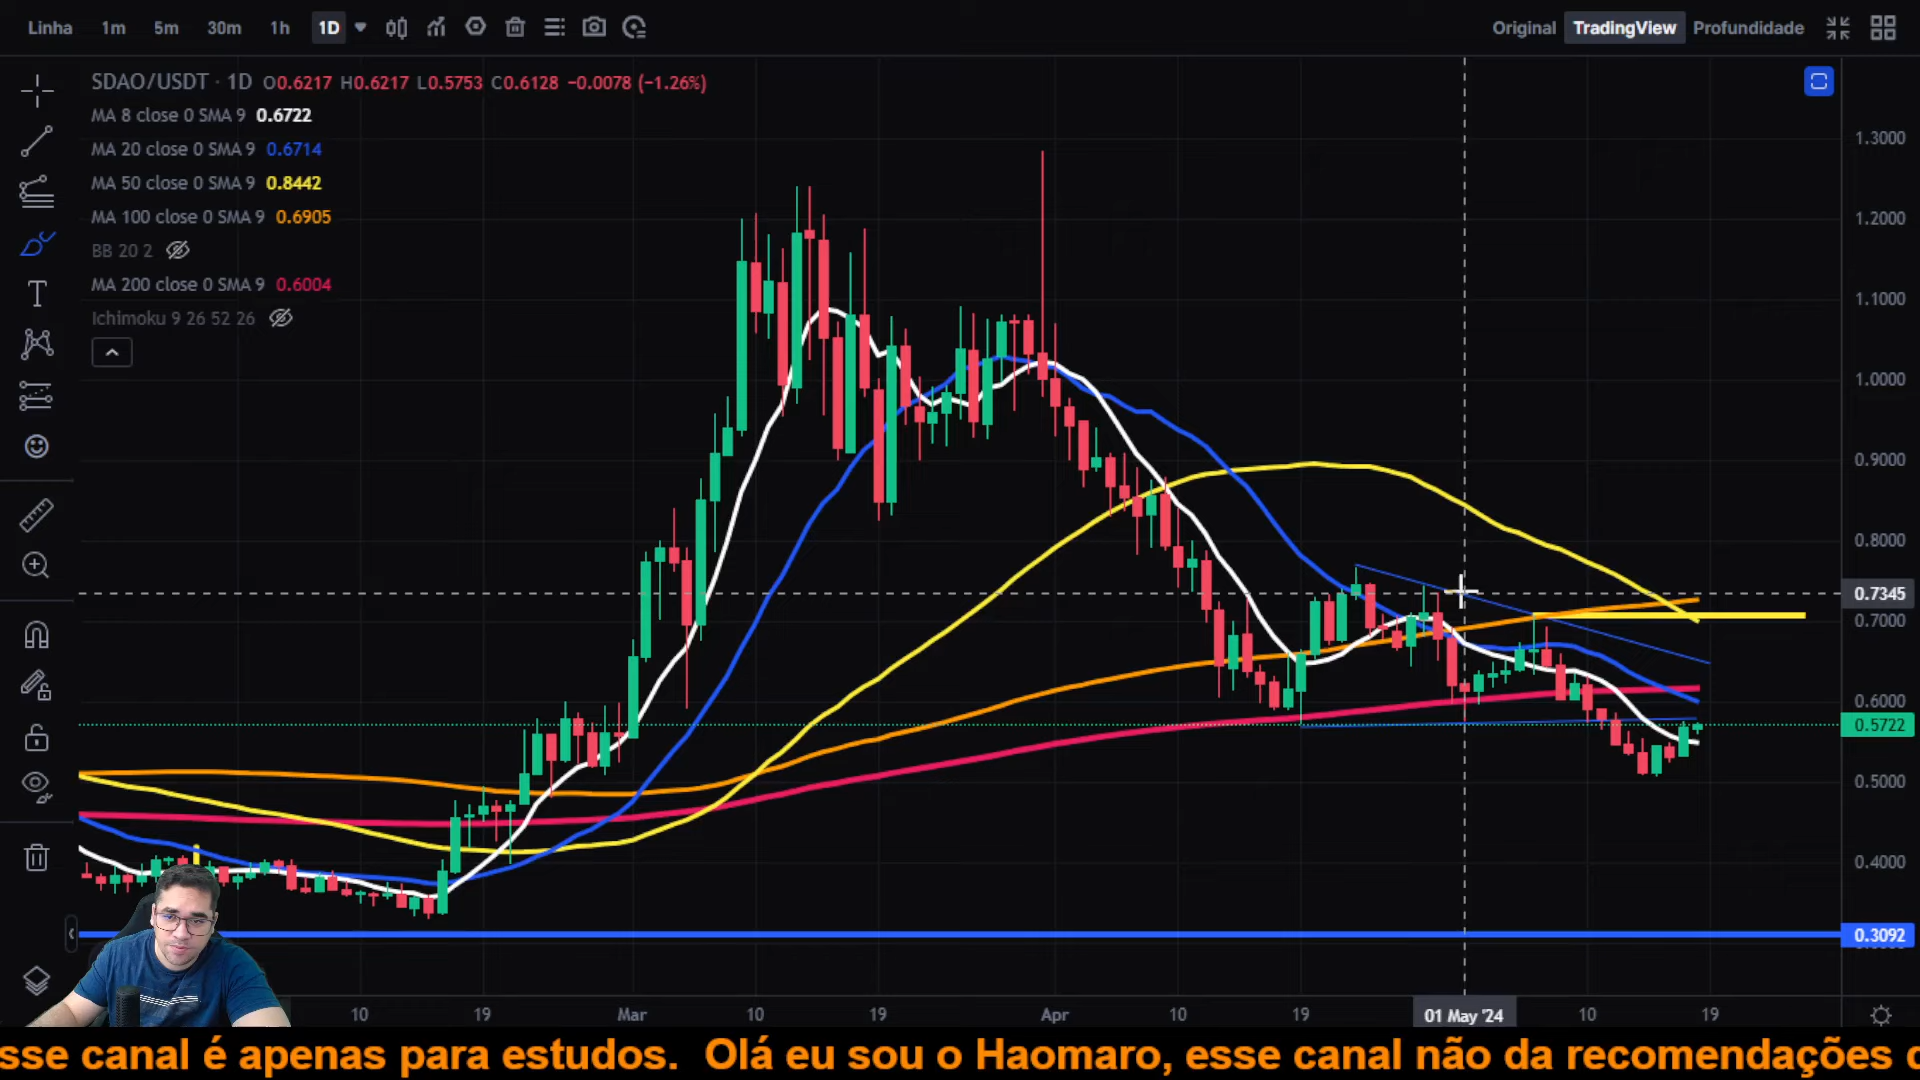 Linha 1m 5m 30m 1h 1D Original TradingView Profundidade
SDAO/USDT · 1D O0.6217 H0.6217 L0.5753 C0.6128 −0.0078 (−1.26%)
MA 8 close 0 SMA 9 0.6722
MA 20 close 0 SMA 9 0.6714
MA 50 close 0 SMA 9 0.8442
MA 100 close 0 SMA 9 0.6905
BB 20 2
MA 200 close 0 SMA 9 0.6004
Ichimoku 9 26 52 26
1.3000
1.2000
1.1000
1.0000
0.9000
0.8000
0.7345
0.7000
0.6000
0.5722
0.5000
0.4000
0.3092
10 19 Mar 10 19 Apr 10 19 01 May '24 10 19
sse canal é apenas para estudos. Olá eu sou o Haomaro, esse canal não da recomendações